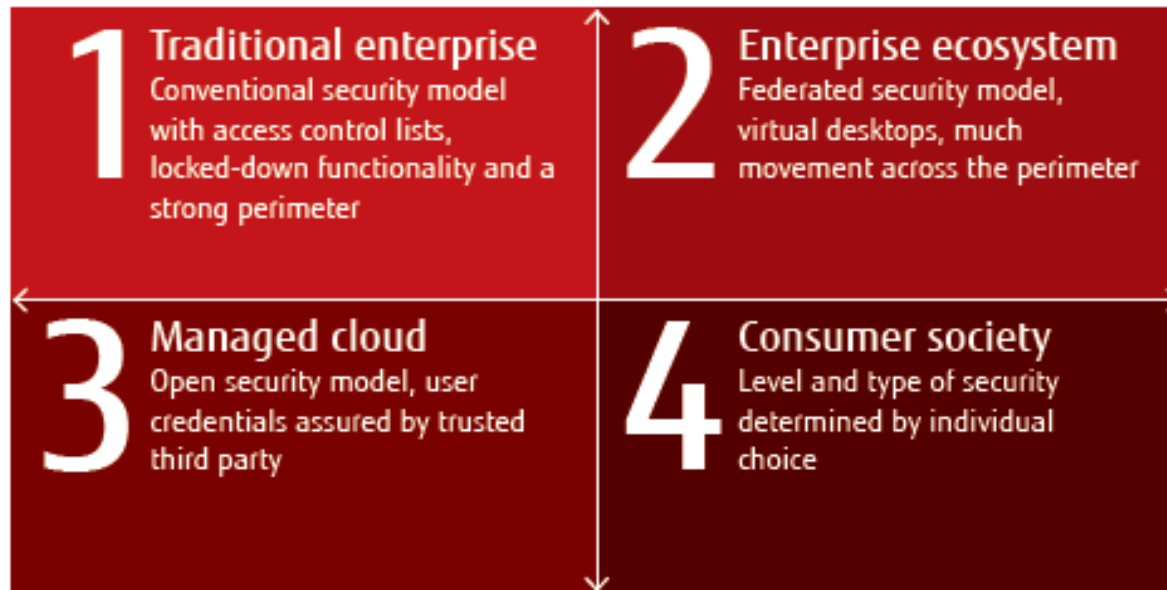 1
Traditional enterprise
Conventional security model
with access control lists,
locked-down functionality and a
strong perimeter
2
Enterprise ecosystem
Federated security model,
virtual desktops, much
movement across the perimeter
3
Managed cloud
Open security model, user
credentials assured by trusted
third party
4
Consumer society
Level and type of security
determined by individual
choice